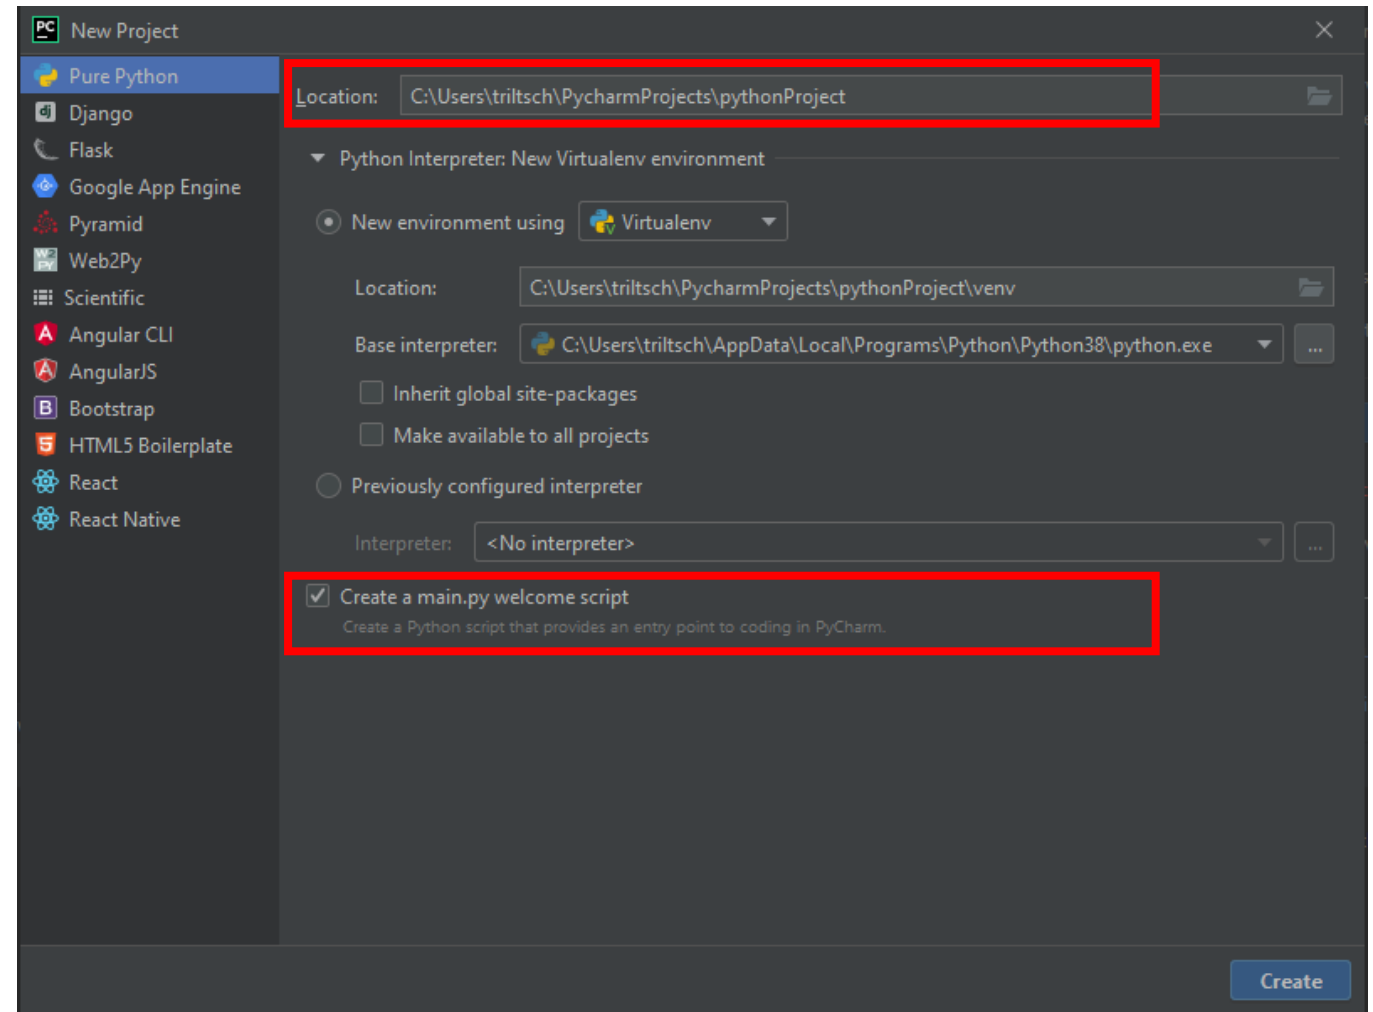 PC New Project
Pure Python
Django
Flask
Google App Engine
Pyramid
Web2Py
Scientific
Angular CLI
AngularJS
Bootstrap
HTML5 Boilerplate
React
React Native
Location: C:\Users\triltsch\PycharmProjects\pythonProject
Python Interpreter: New Virtualenv environment
New environment using Virtualenv
Location: C:\Users\triltsch\PycharmProjects\pythonProject\venv
Base interpreter: C:\Users\triltsch\AppData\Local\Programs\Python\Python38\python.exe ...
Inherit global site-packages
Make available to all projects
Previously configured interpreter
Interpreter: <No interpreter> ...
Create a main.py welcome script
Create a Python script that provides an entry point to coding in PyCharm.
Create